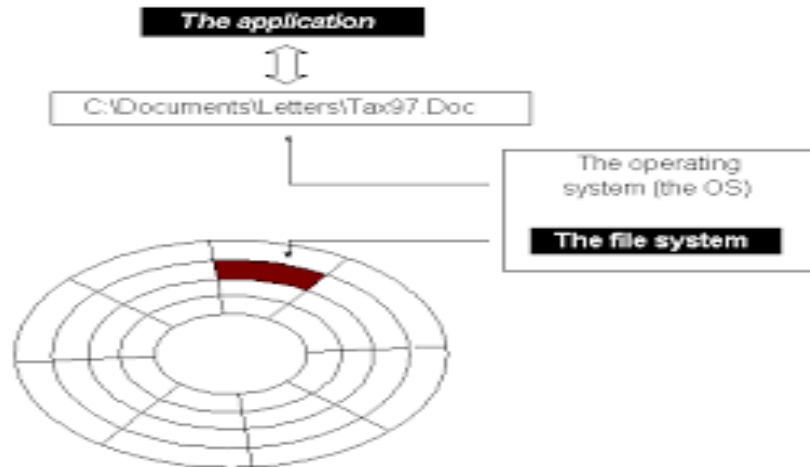 The application
C:\Documents\Letters\Tax97.Doc
The operating
system (the OS)
The file system